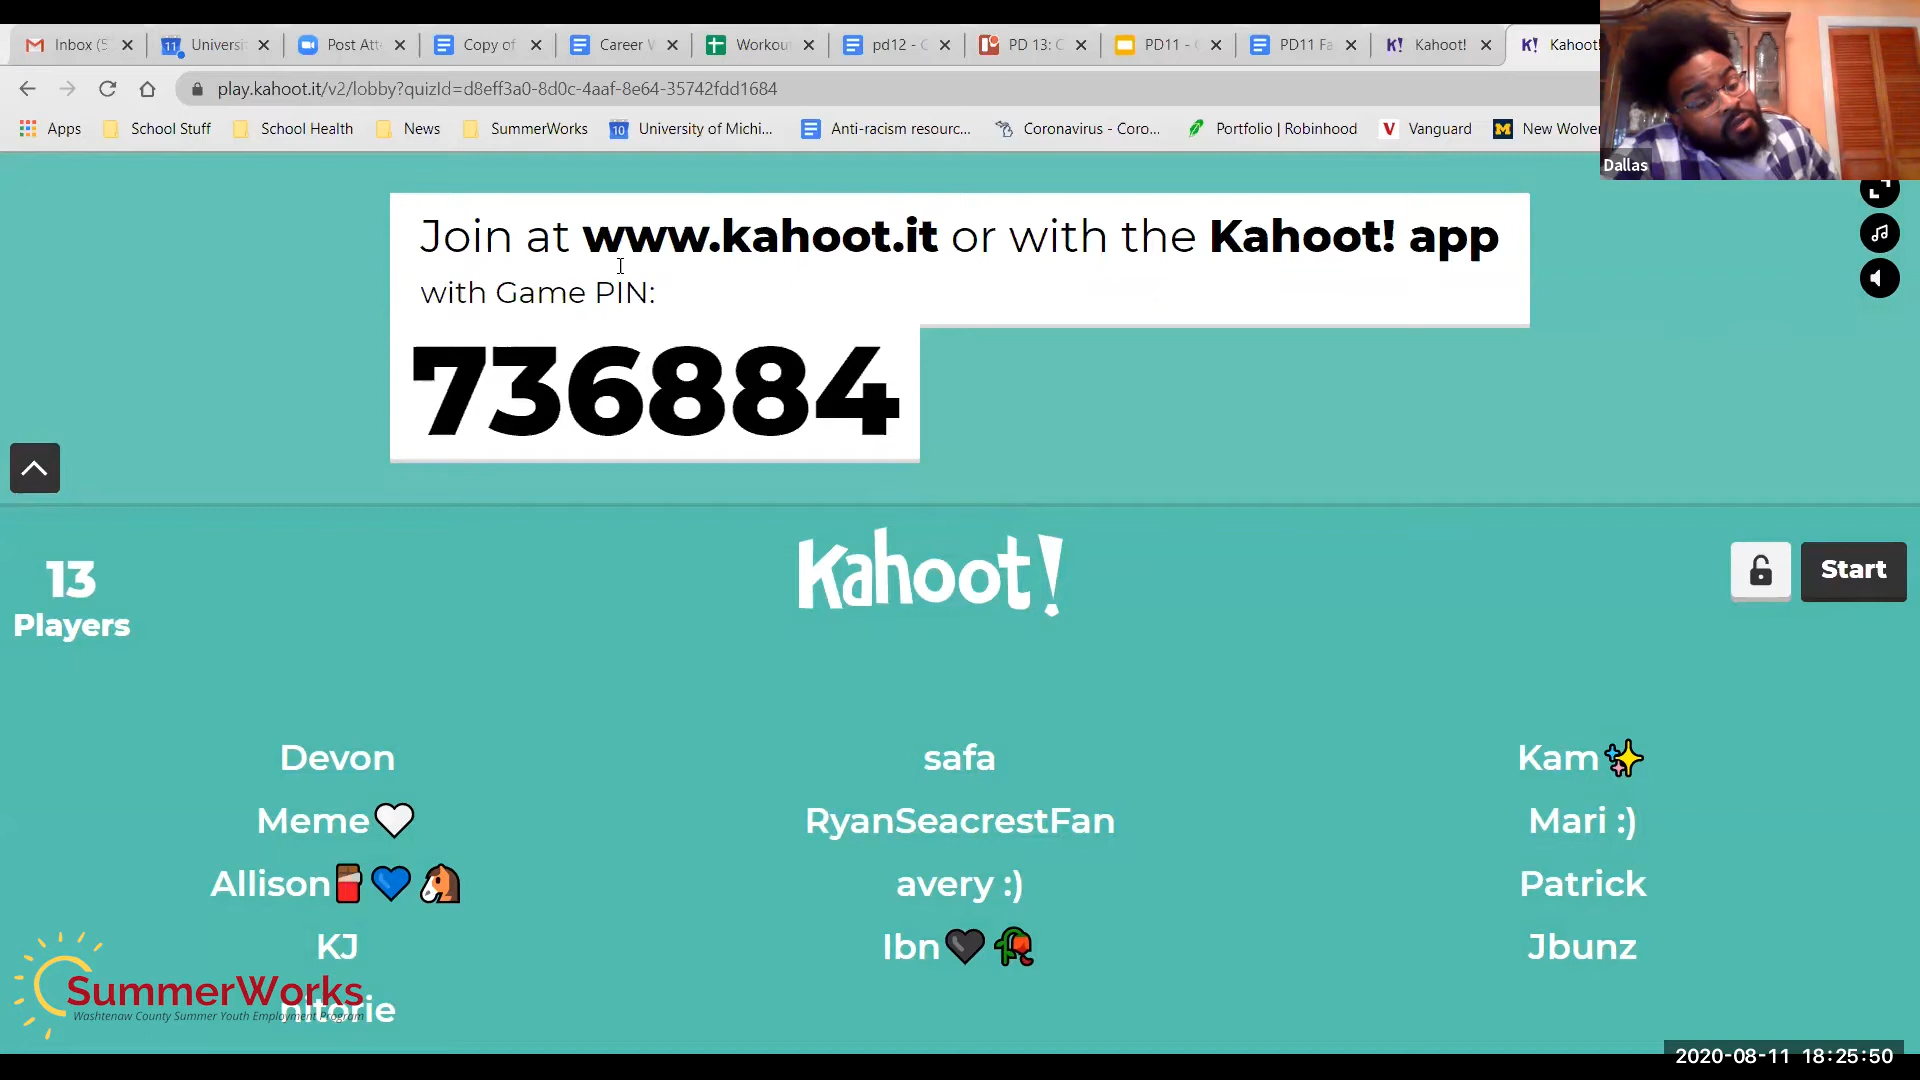 Inbox (5
Universi
Post Att
Copy of
Career
Workou
pd12 -
PD 13: C
PD11 -
PD11 Fa
Kahoot!
Kahoot!
play.kahoot.it/v2/lobby?quizId=d8eff3a0-8d0c-4aaf-8e64-35742fdd1684
Apps
School Stuff
School Health
News
SummerWorks
University of Michi...
Anti-racism resourc...
Coronavirus - Coro...
Portfolio | Robinhood
Vanguard
New Wolver
Dallas
Join at www.kahoot.it or with the Kahoot! app
with Game PIN:
736884
Kahoot!
13
Players
Start
Devon
safa
Kam✨
Meme🤍
RyanSeacrestFan
Mari :)
Allison🍫💙🐴
avery :)
Patrick
KJ
Ibn🖤🥀
Jbunz
SummerWorks
Washtenaw County Summer Youth Employment Program
2020-08-11 18:25:50